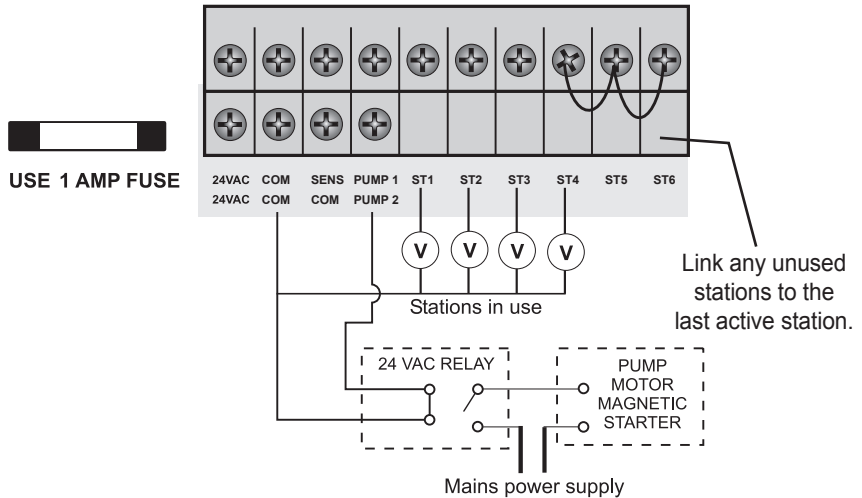 USE 1 AMP FUSE
24VAC COM SENS PUMP 1 ST1 ST2 ST3 ST4 ST5 ST6
24VAC COM COM PUMP 2
V V V V
Stations in use
Link any unused
stations to the
last active station.
24 VAC RELAY
PUMP
MOTOR
MAGNETIC
STARTER
Mains power supply